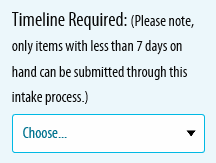 Timeline Required: (Please note,
only items with less than 7 days on
hand can be submitted through this
intake process.)
Choose...